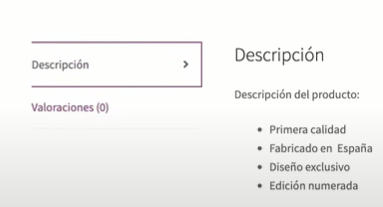 Descripción
Valoraciones (0)
Descripción
Descripción del producto:
Primera calidad
Fabricado en España
Diseño exclusivo
Edición numerada